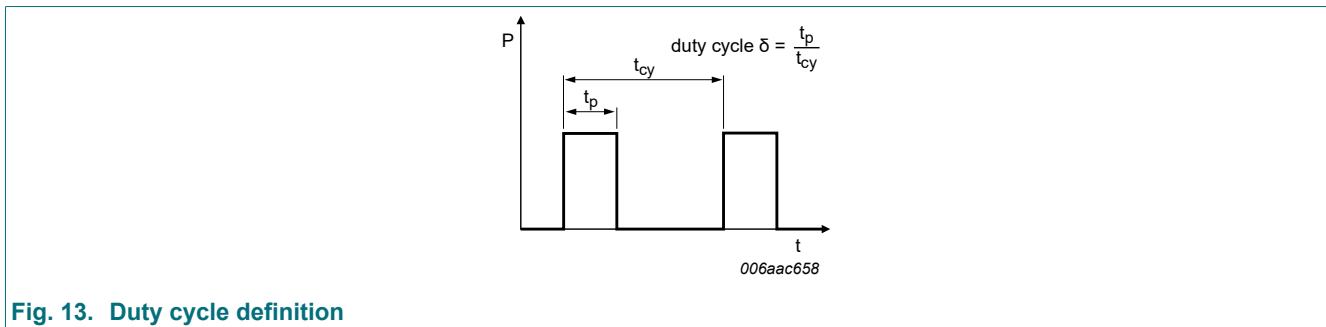 P
duty cycle δ = tp/tcy
tcy
tp
t
006aac658
Fig. 13. Duty cycle definition